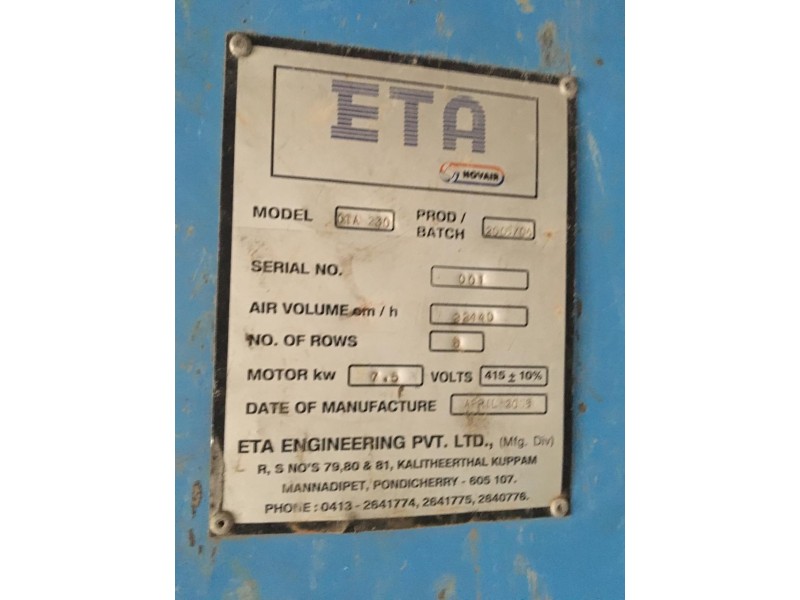 ETA
NOVAIR
MODEL 230 PROD / BATCH
SERIAL NO. 001
AIR VOLUME cm / h
NO. OF ROWS
MOTOR kw 7.5 VOLTS 415 ± 10%
DATE OF MANUFACTURE APRIL
ETA ENGINEERING PVT. LTD., (Mfg. Div)
R, S NO'S 79,80 & 81, KALITHEERTHAL KUPPAM
MANNADIPET, PONDICHERRY - 605 107.
PHONE : 0413 - 2641774, 2641775, 2640776.